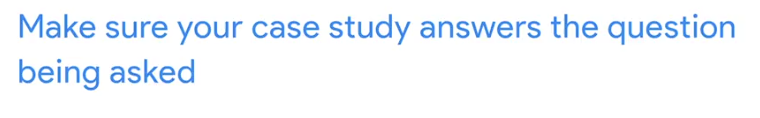 Make sure your case study answers the question
being asked